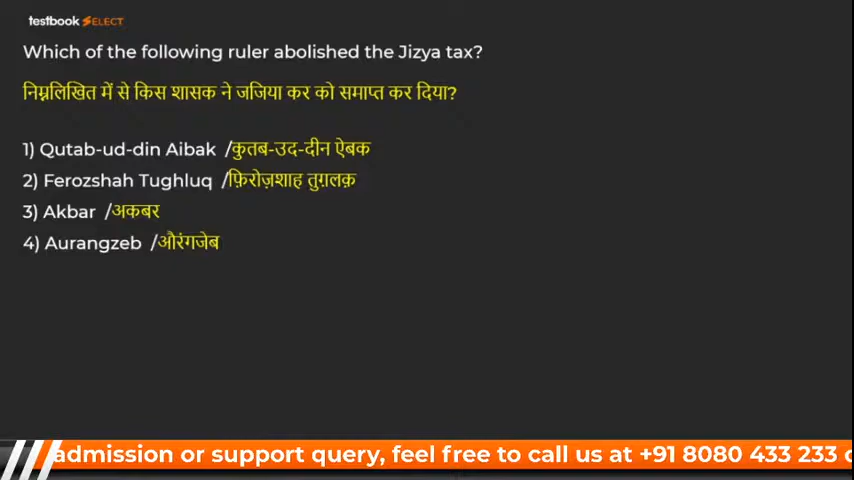 testbook SELECT
Which of the following ruler abolished the Jizya tax?
निम्नलिखित में से किस शासक ने जजिया कर को समाप्त कर दिया?
1) Qutab-ud-din Aibak /कुतब-उद-दीन ऐबक
2) Ferozshah Tughluq /फ़िरोज़शाह तुग़लक़
3) Akbar /अकबर
4) Aurangzeb /औरंगजेब
admission or support query, feel free to call us at +91 8080 433 233